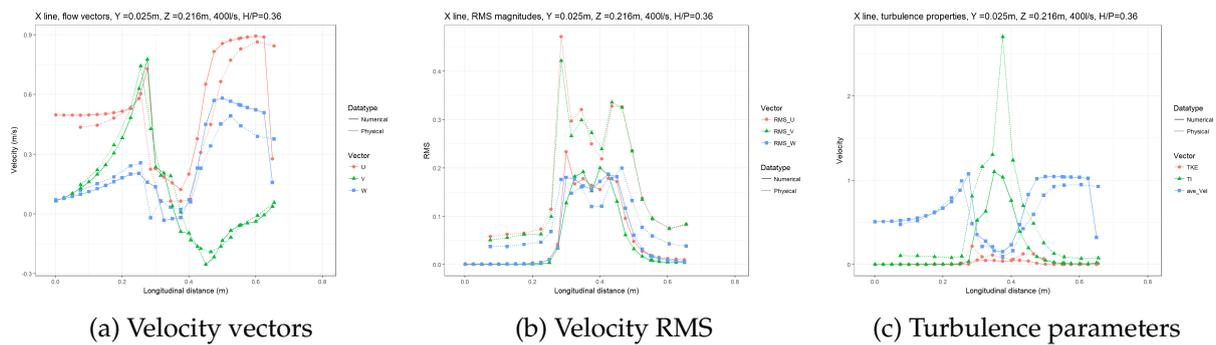 X line, flow vectors, Y =0.025m, Z =0.216m, 400l/s, H/P=0.36
0.9
0.6
0.3
0.0
-0.3
Velocity (m/s)
0.0 0.2 0.4 0.6 0.8
Longitudinal distance (m)
Datatype
Numerical
Physical
Vector
U
V
W
(a) Velocity vectors
X line, RMS magnitudes, Y =0.025m, Z =0.216m, 400l/s, H/P=0.36
0.4
0.3
0.2
0.1
0.0
RMS
0.0 0.2 0.4 0.6 0.8
Longitudinal distance (m)
Vector
RMS_U
RMS_V
RMS_W
Datatype
Numerical
Physical
(b) Velocity RMS
X line, turbulence properties, Y =0.025m, Z =0.216m, 400l/s, H/P=0.36
2
1
0
Velocity
0.0 0.2 0.4 0.6 0.8
Longitudinal distance (m)
Datatype
Numerical
Physical
Vector
TKE
TI
ave_Vel
(c) Turbulence parameters